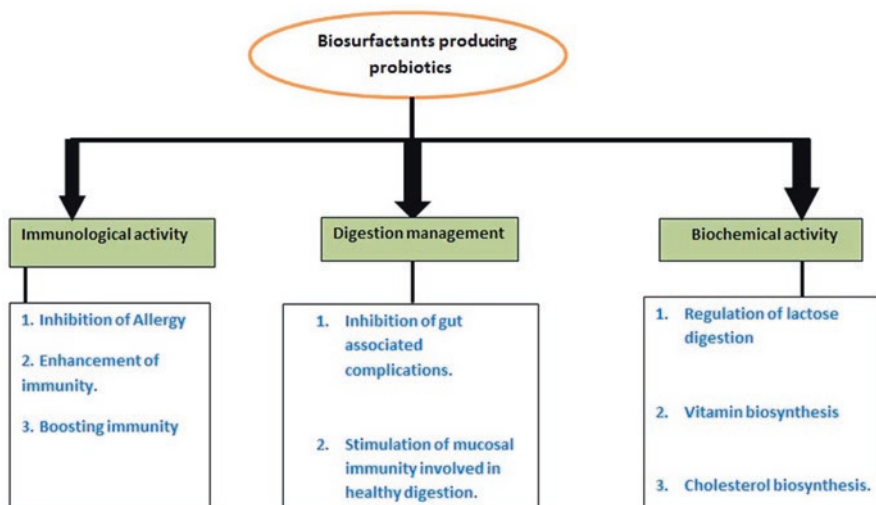 Biosurfactants producing
probiotics
Immunological activity
Digestion management
Biochemical activity
1. Inhibition of Allergy
2. Enhancement of
immunity.
3. Boosting immunity
1. Inhibition of gut
associated
complications.
2. Stimulation of mucosal
immunity involved in
healthy digestion.
1. Regulation of lactose
digestion
2. Vitamin biosynthesis
3. Cholesterol biosynthesis.